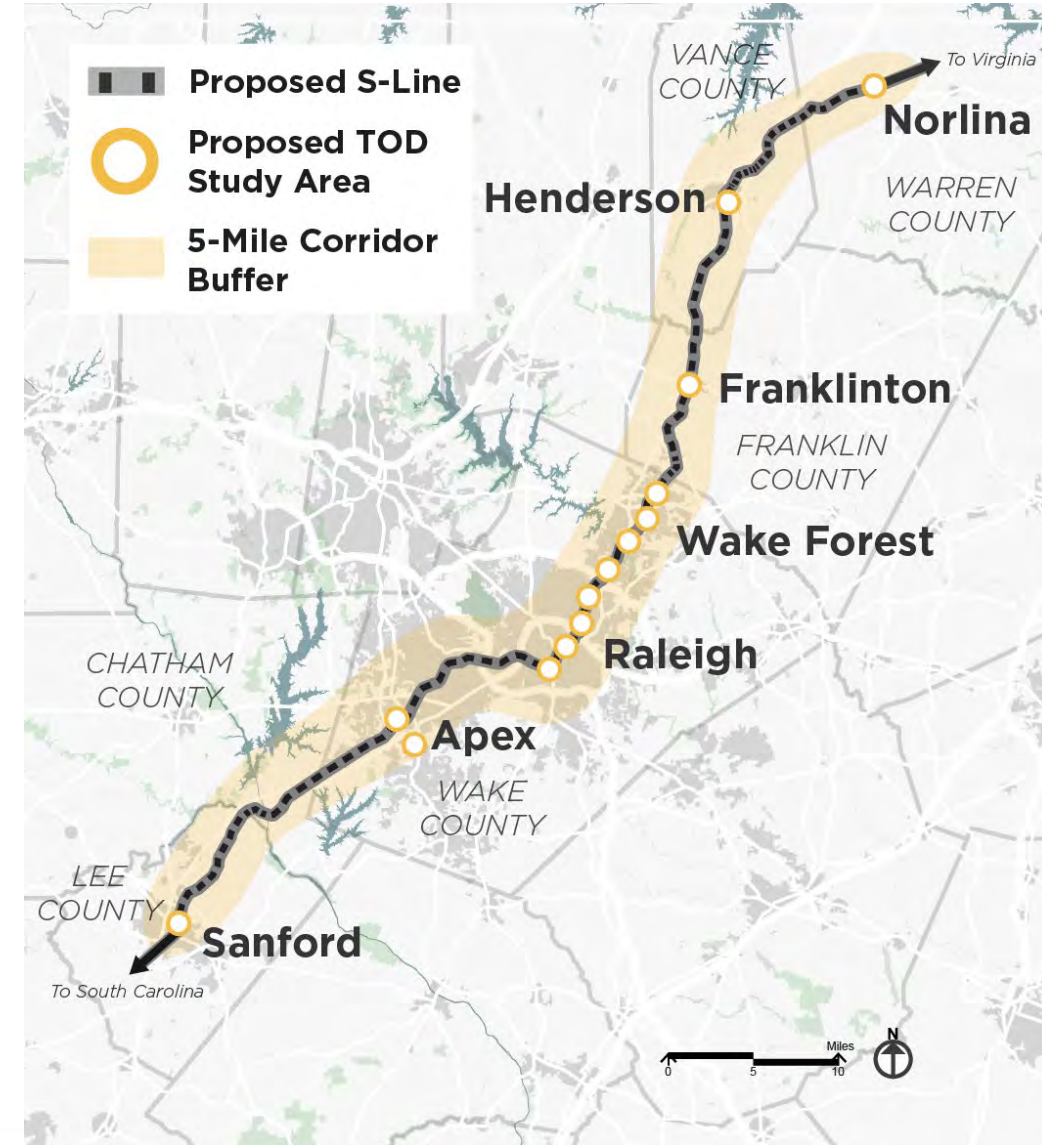 Proposed S-Line
Proposed TOD
Study Area
5-Mile Corridor
Buffer
VANCE
COUNTY
To Virginia
Norlina
Henderson
WARREN
COUNTY
Franklinton
FRANKLIN
COUNTY
Wake Forest
Raleigh
CHATHAM
COUNTY
Apex
WAKE
COUNTY
LEE
COUNTY
Sanford
To South Carolina
N
Miles
0 5 10